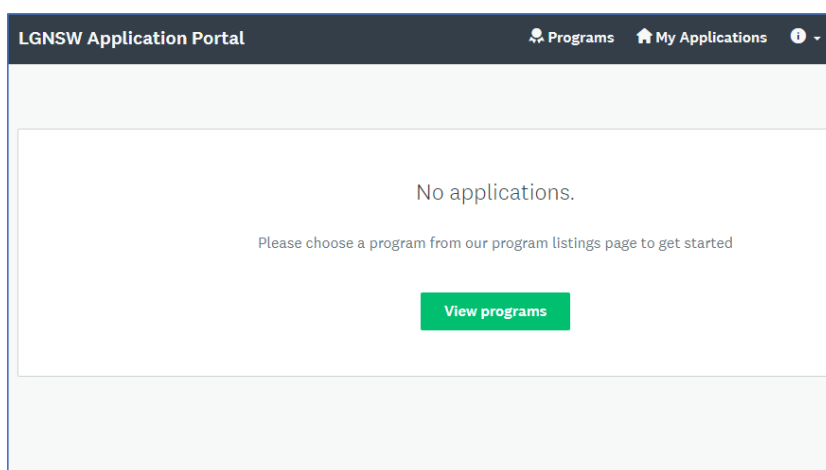 LGNSW Application Portal
Programs
My Applications
No applications.
Please choose a program from our program listings page to get started
View programs